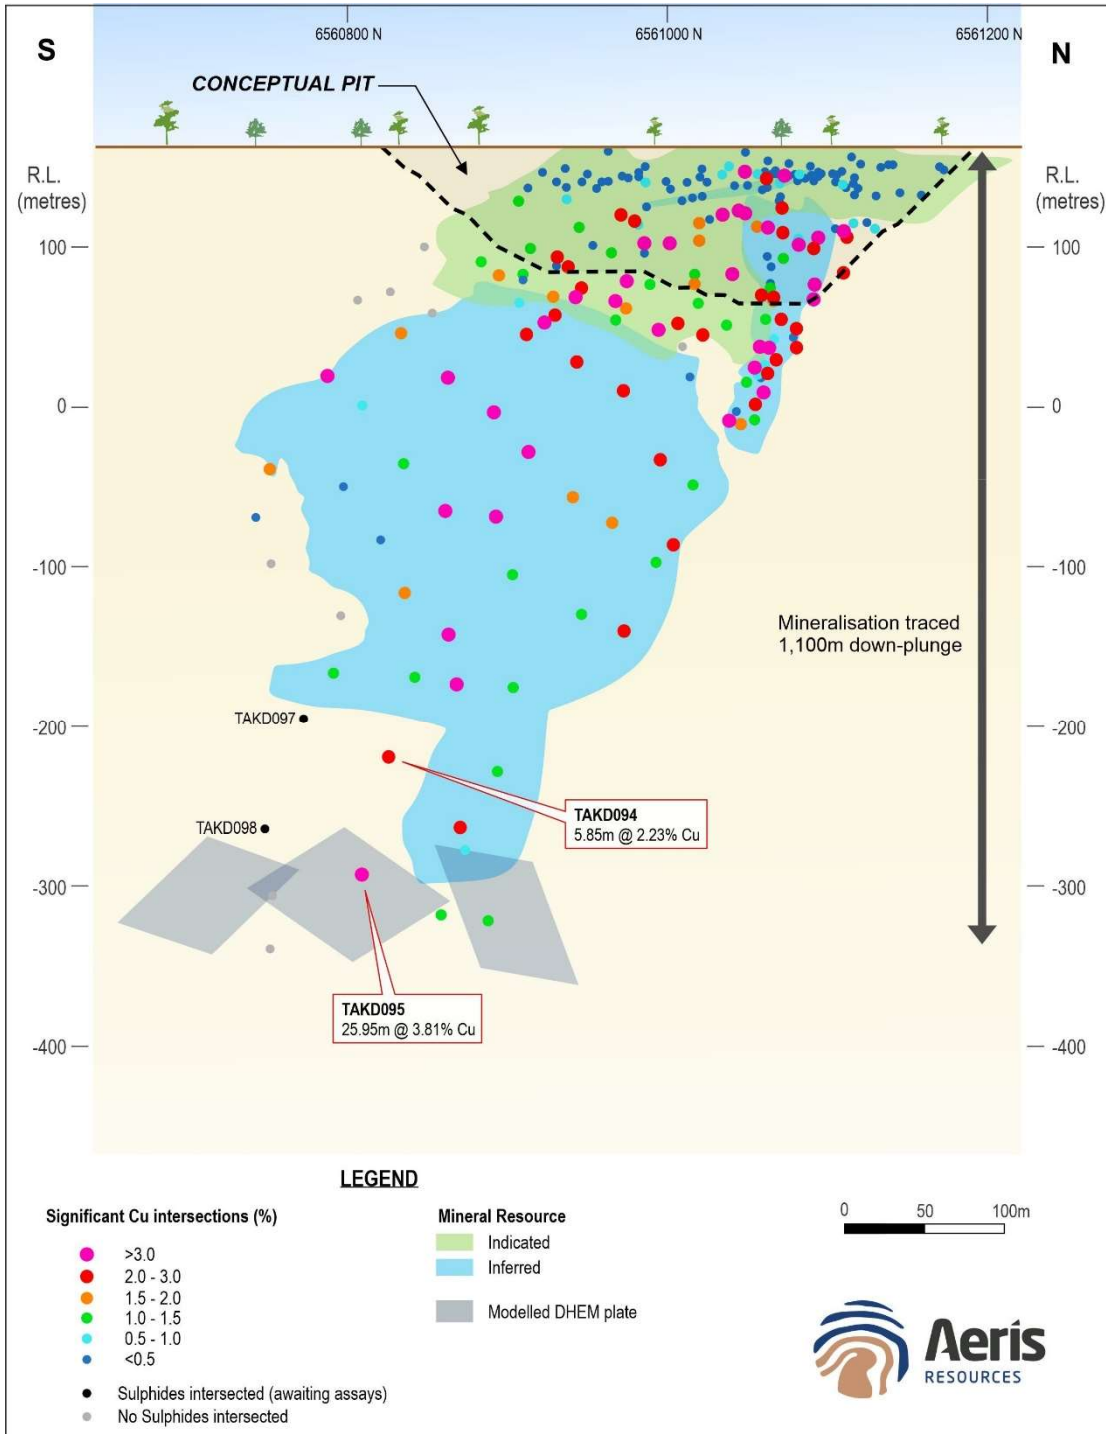 6560800 N
6561000 N
6561200 N
S
N
CONCEPTUAL PIT
R.L.
(metres)
R.L.
(metres)
100
100
0
0
-100
-100
Mineralisation traced
1,100m down-plunge
TAKD097
-200
-200
TAKD094
5.85m @ 2.23% Cu
TAKD098
-300
-300
TAKD095
25.95m @ 3.81% Cu
-400
-400
LEGEND
Significant Cu intersections (%)
>3.0
2.0 - 3.0
1.5 - 2.0
1.0 - 1.5
0.5 - 1.0
<0.5
Sulphides intersected (awaiting assays)
No Sulphides intersected
Mineral Resource
Indicated
Inferred
Modelled DHEM plate
0 50 100m
Aeris
RESOURCES